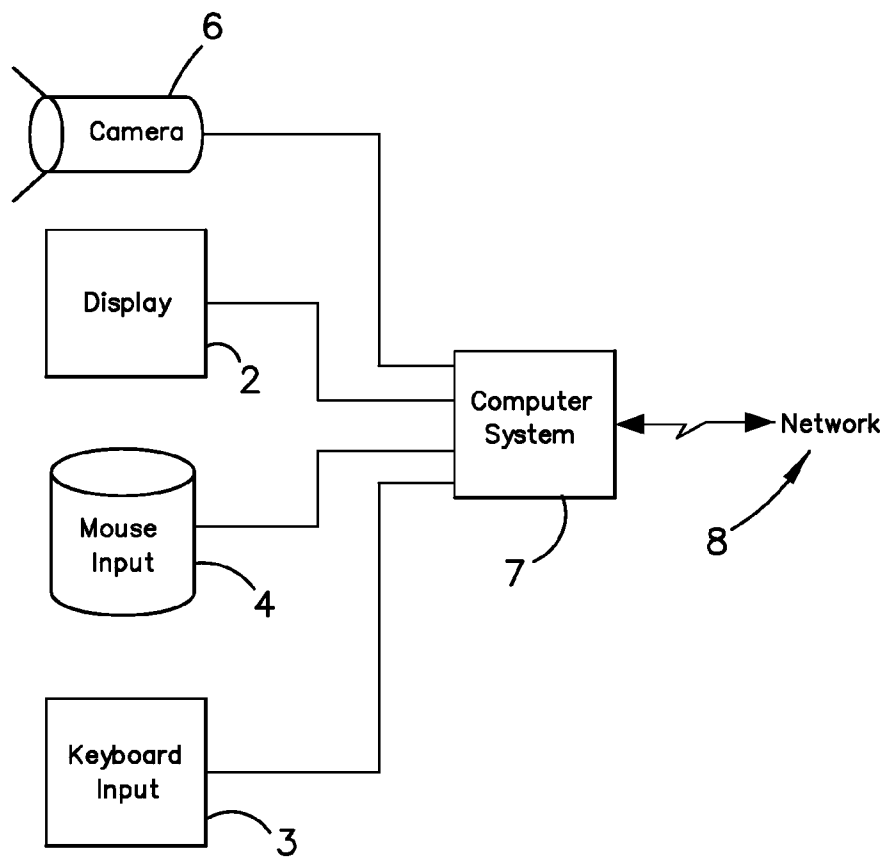 6
Camera
Display
2
Computer
System
Network
Mouse
Input
8
7
4
Keyboard
Input
3